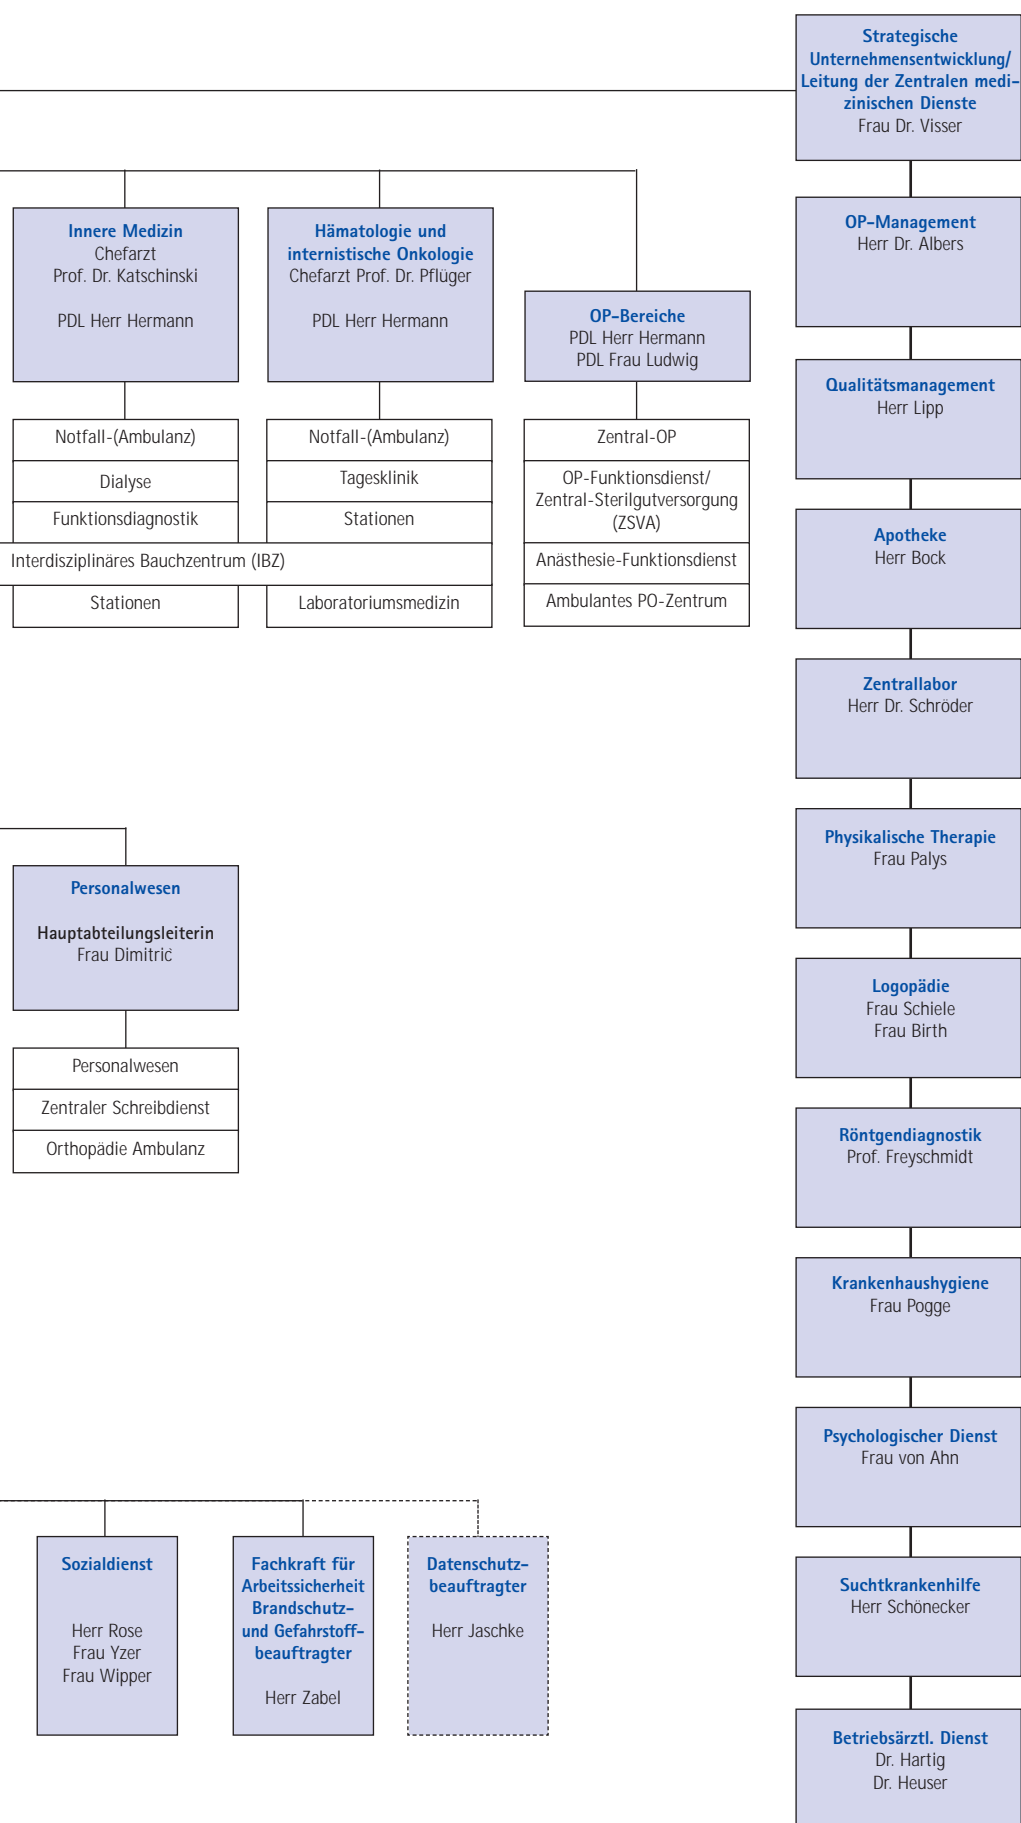 Strategische
Unternehmensentwicklung/
Leitung der Zentralen medi-
zinischen Dienste
Frau Dr. Visser
Innere Medizin
Chefarzt
Prof. Dr. Katschinski
PDL Herr Hermann
Hämatologie und
internistische Onkologie
Chefarzt Prof. Dr. Pflüger
PDL Herr Hermann
OP-Bereiche
PDL Herr Hermann
PDL Frau Ludwig
Notfall-(Ambulanz)
Dialyse
Funktionsdiagnostik
Interdisziplinäres Bauchzentrum (IBZ)
Stationen
Notfall-(Ambulanz)
Tagesklinik
Stationen
Laboratoriumsmedizin
Zentral-OP
OP-Funktionsdienst/
Zentral-Sterilgutversorgung
(ZSVA)
Anästhesie-Funktionsdienst
Ambulantes PO-Zentrum
OP-Management
Herr Dr. Albers
Qualitätsmanagement
Herr Lipp
Apotheke
Herr Bock
Zentrallabor
Herr Dr. Schröder
Physikalische Therapie
Frau Palys
Logopädie
Frau Schiele
Frau Birth
Röntgendiagnostik
Prof. Freyschmidt
Krankenhaushygiene
Frau Pogge
Psychologischer Dienst
Frau von Ahn
Suchtkrankenhilfe
Herr Schönecker
Betriebsärztl. Dienst
Dr. Hartig
Dr. Heuser
Personalwesen
Hauptabteilungsleiterin
Frau Dimitric̀
Personalwesen
Zentraler Schreibdienst
Orthopädie Ambulanz
Sozialdienst
Herr Rose
Frau Yzer
Frau Wipper
Fachkraft für
Arbeitssicherheit
Brandschutz-
und Gefahrstoff-
beauftragter
Herr Zabel
Datenschutz-
beauftragter
Herr Jaschke